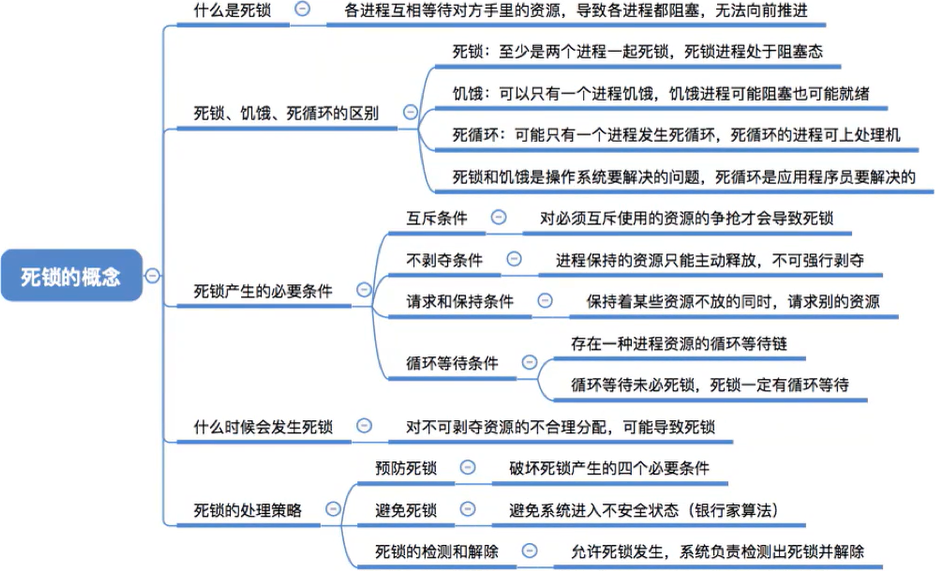 死锁的概念
什么是死锁
各进程互相等待对方手里的资源，导致各进程都阻塞，无法向前推进
死锁、饥饿、死循环的区别
死锁：至少是两个进程一起死锁，死锁进程处于阻塞态
饥饿：可以只有一个进程饥饿，饥饿进程可能阻塞也可能就绪
死循环：可能只有一个进程发生死循环，死循环的进程可上处理机
死锁和饥饿是操作系统要解决的问题，死循环是应用程序员要解决的
死锁产生的必要条件
互斥条件
对必须互斥使用的资源的争抢才会导致死锁
不剥夺条件
进程保持的资源只能主动释放，不可强行剥夺
请求和保持条件
保持着某些资源不放的同时，请求别的资源
循环等待条件
存在一种进程资源的循环等待链
循环等待未必死锁，死锁一定有循环等待
什么时候会发生死锁
对不可剥夺资源的不合理分配，可能导致死锁
死锁的处理策略
预防死锁
破坏死锁产生的四个必要条件
避免死锁
避免系统进入不安全状态（银行家算法）
死锁的检测和解除
允许死锁发生，系统负责检测出死锁并解除